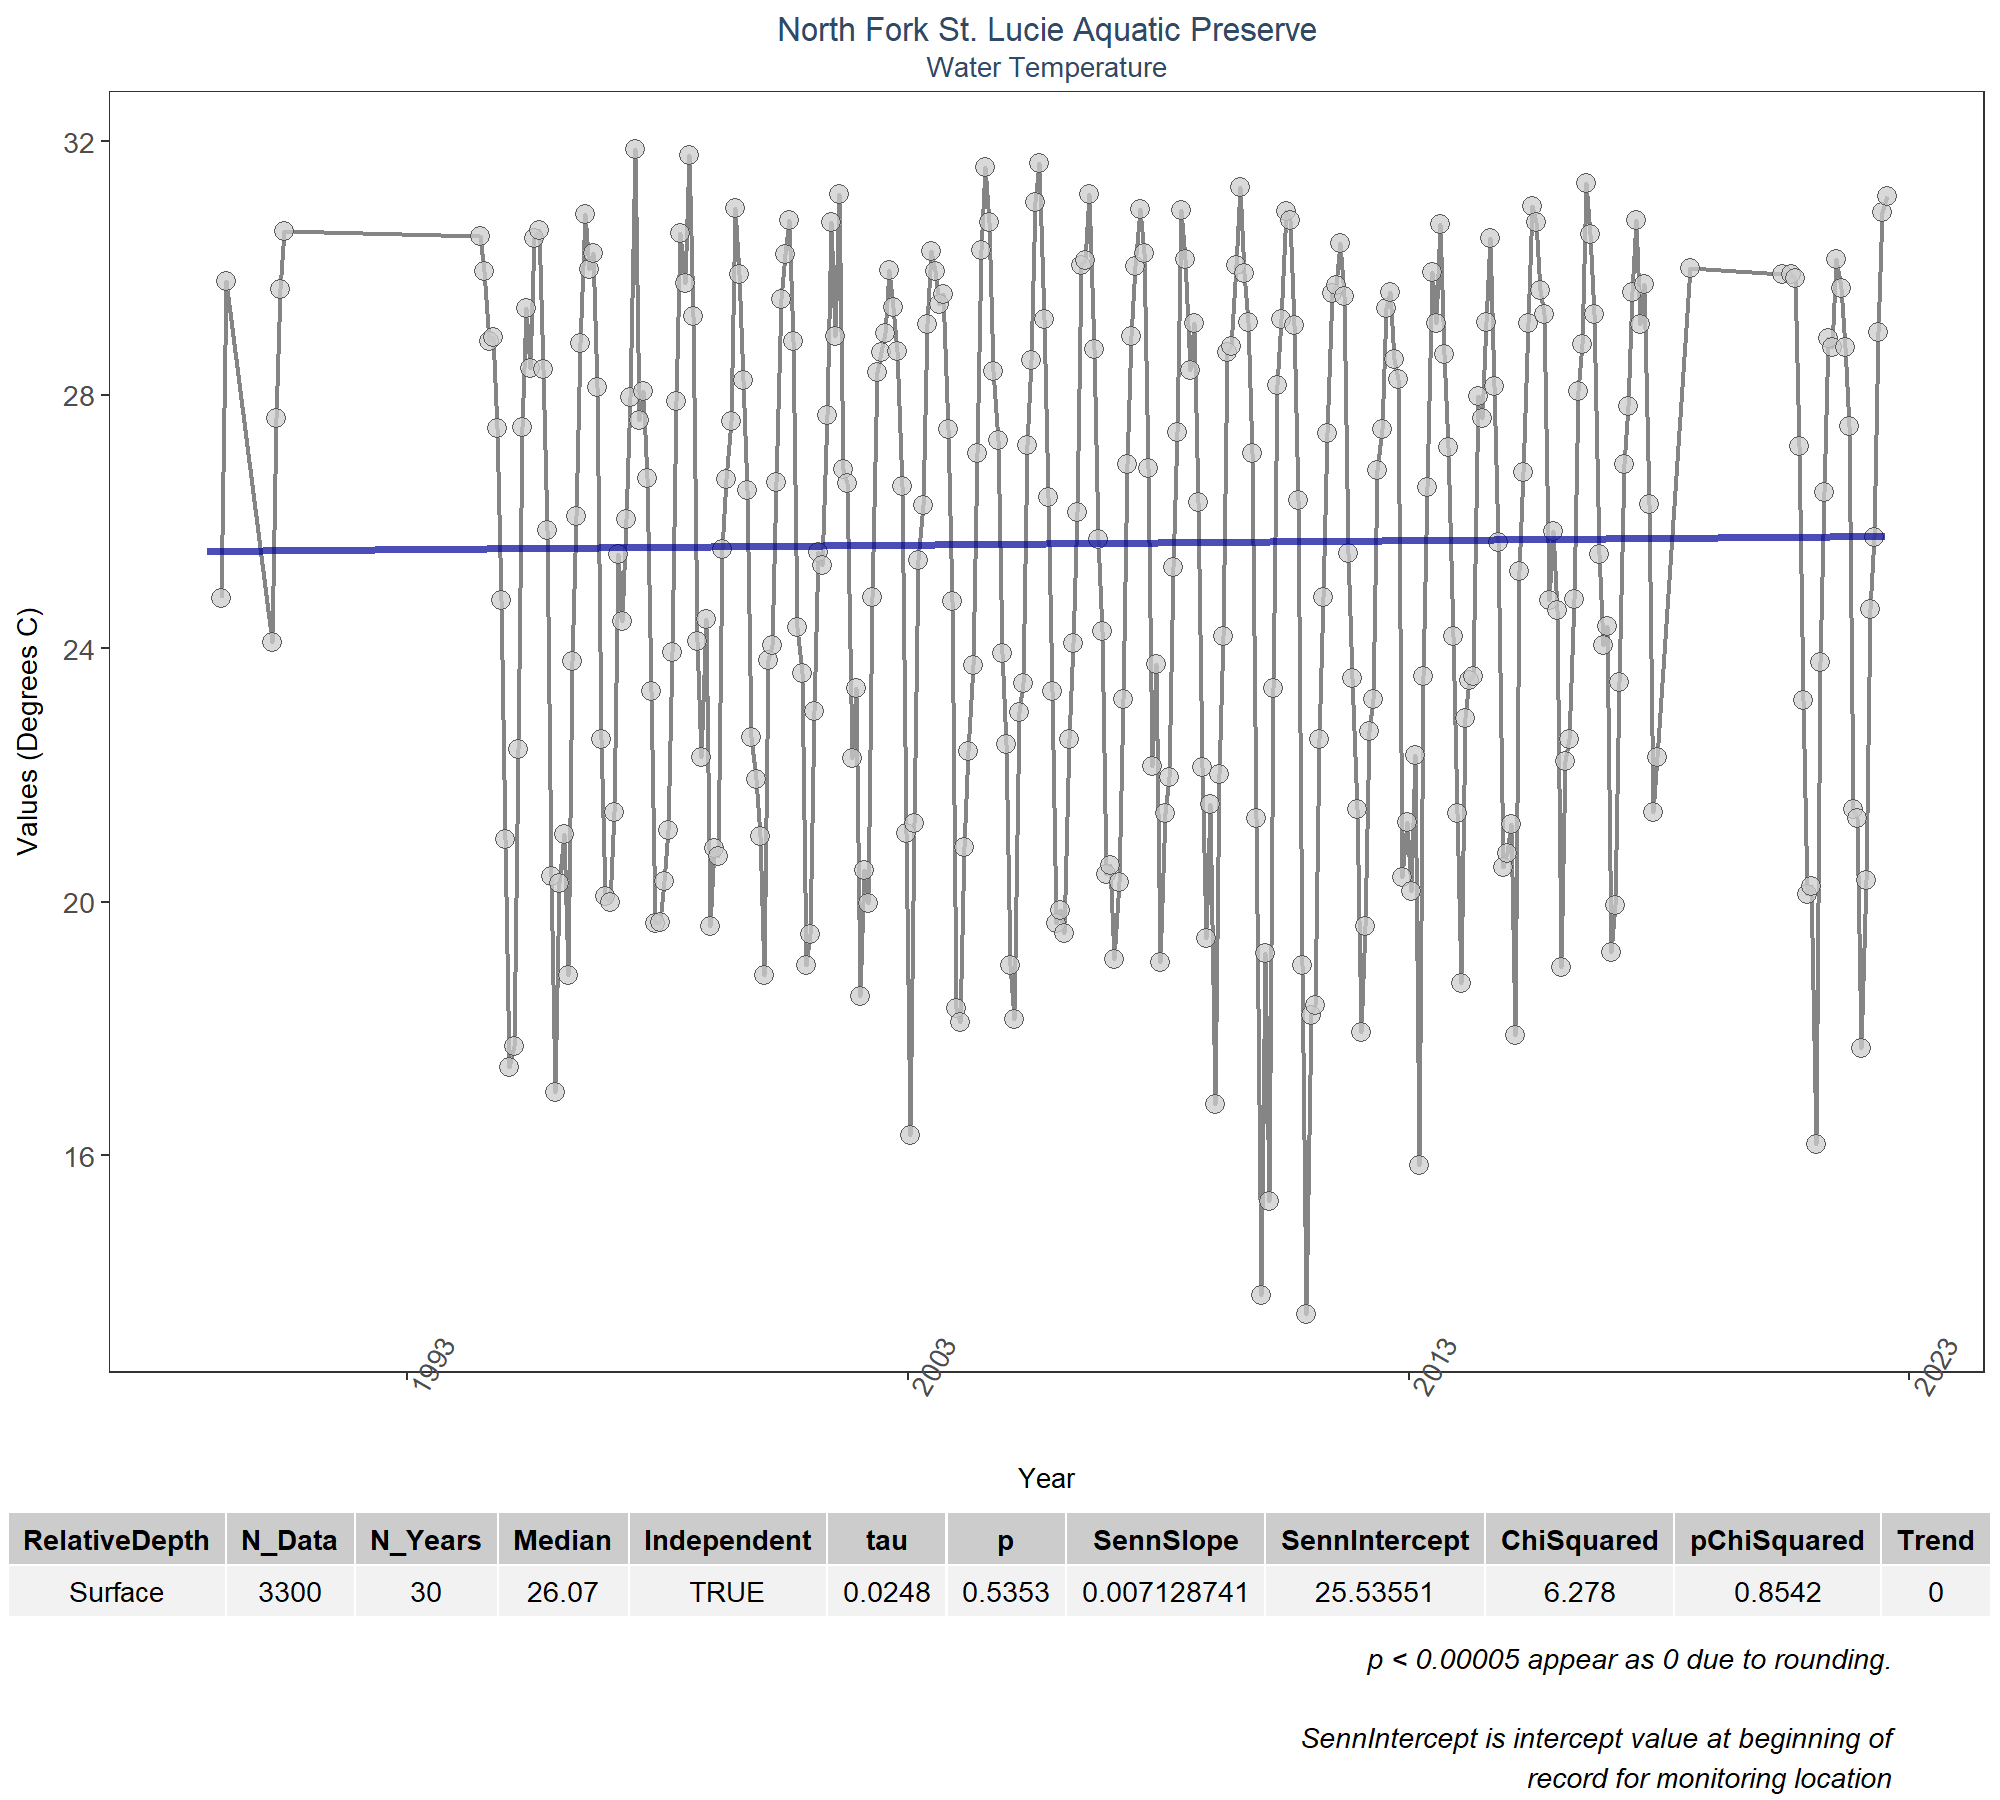 North Fork St. Lucie Aquatic Preserve
Water Temperature
32
28
24
20
16
Values (Degrees C)
1993
2003
2013
2023
Year
RelativeDepth N_Data N_Years Median Independent tau p SennSlope SennIntercept ChiSquared pChiSquared Trend
Surface 3300 30 26.07 TRUE 0.0248 0.5353 0.007128741 25.53551 6.278 0.8542 0
p < 0.00005 appear as 0 due to rounding.
SennIntercept is intercept value at beginning of
record for monitoring location